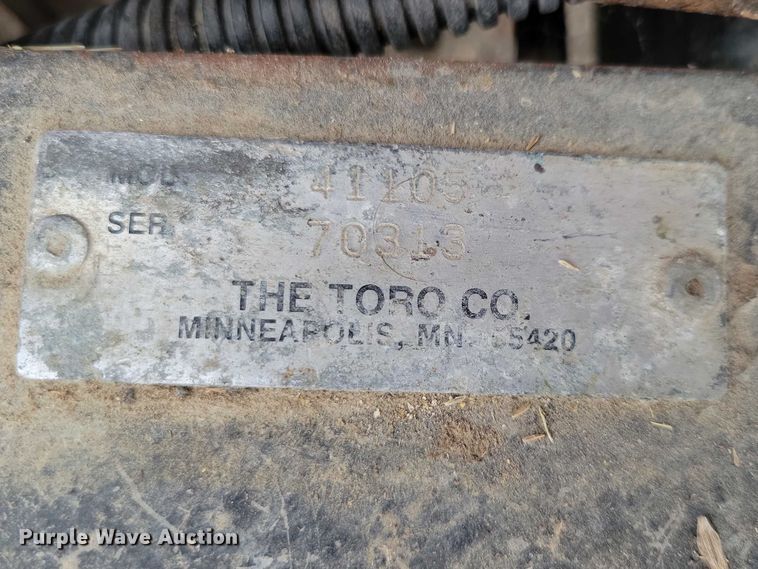 MOD. 41105
SER. 70313
THE TORO CO.
MINNEAPOLIS, MN. 55420
Purple Wave Auction